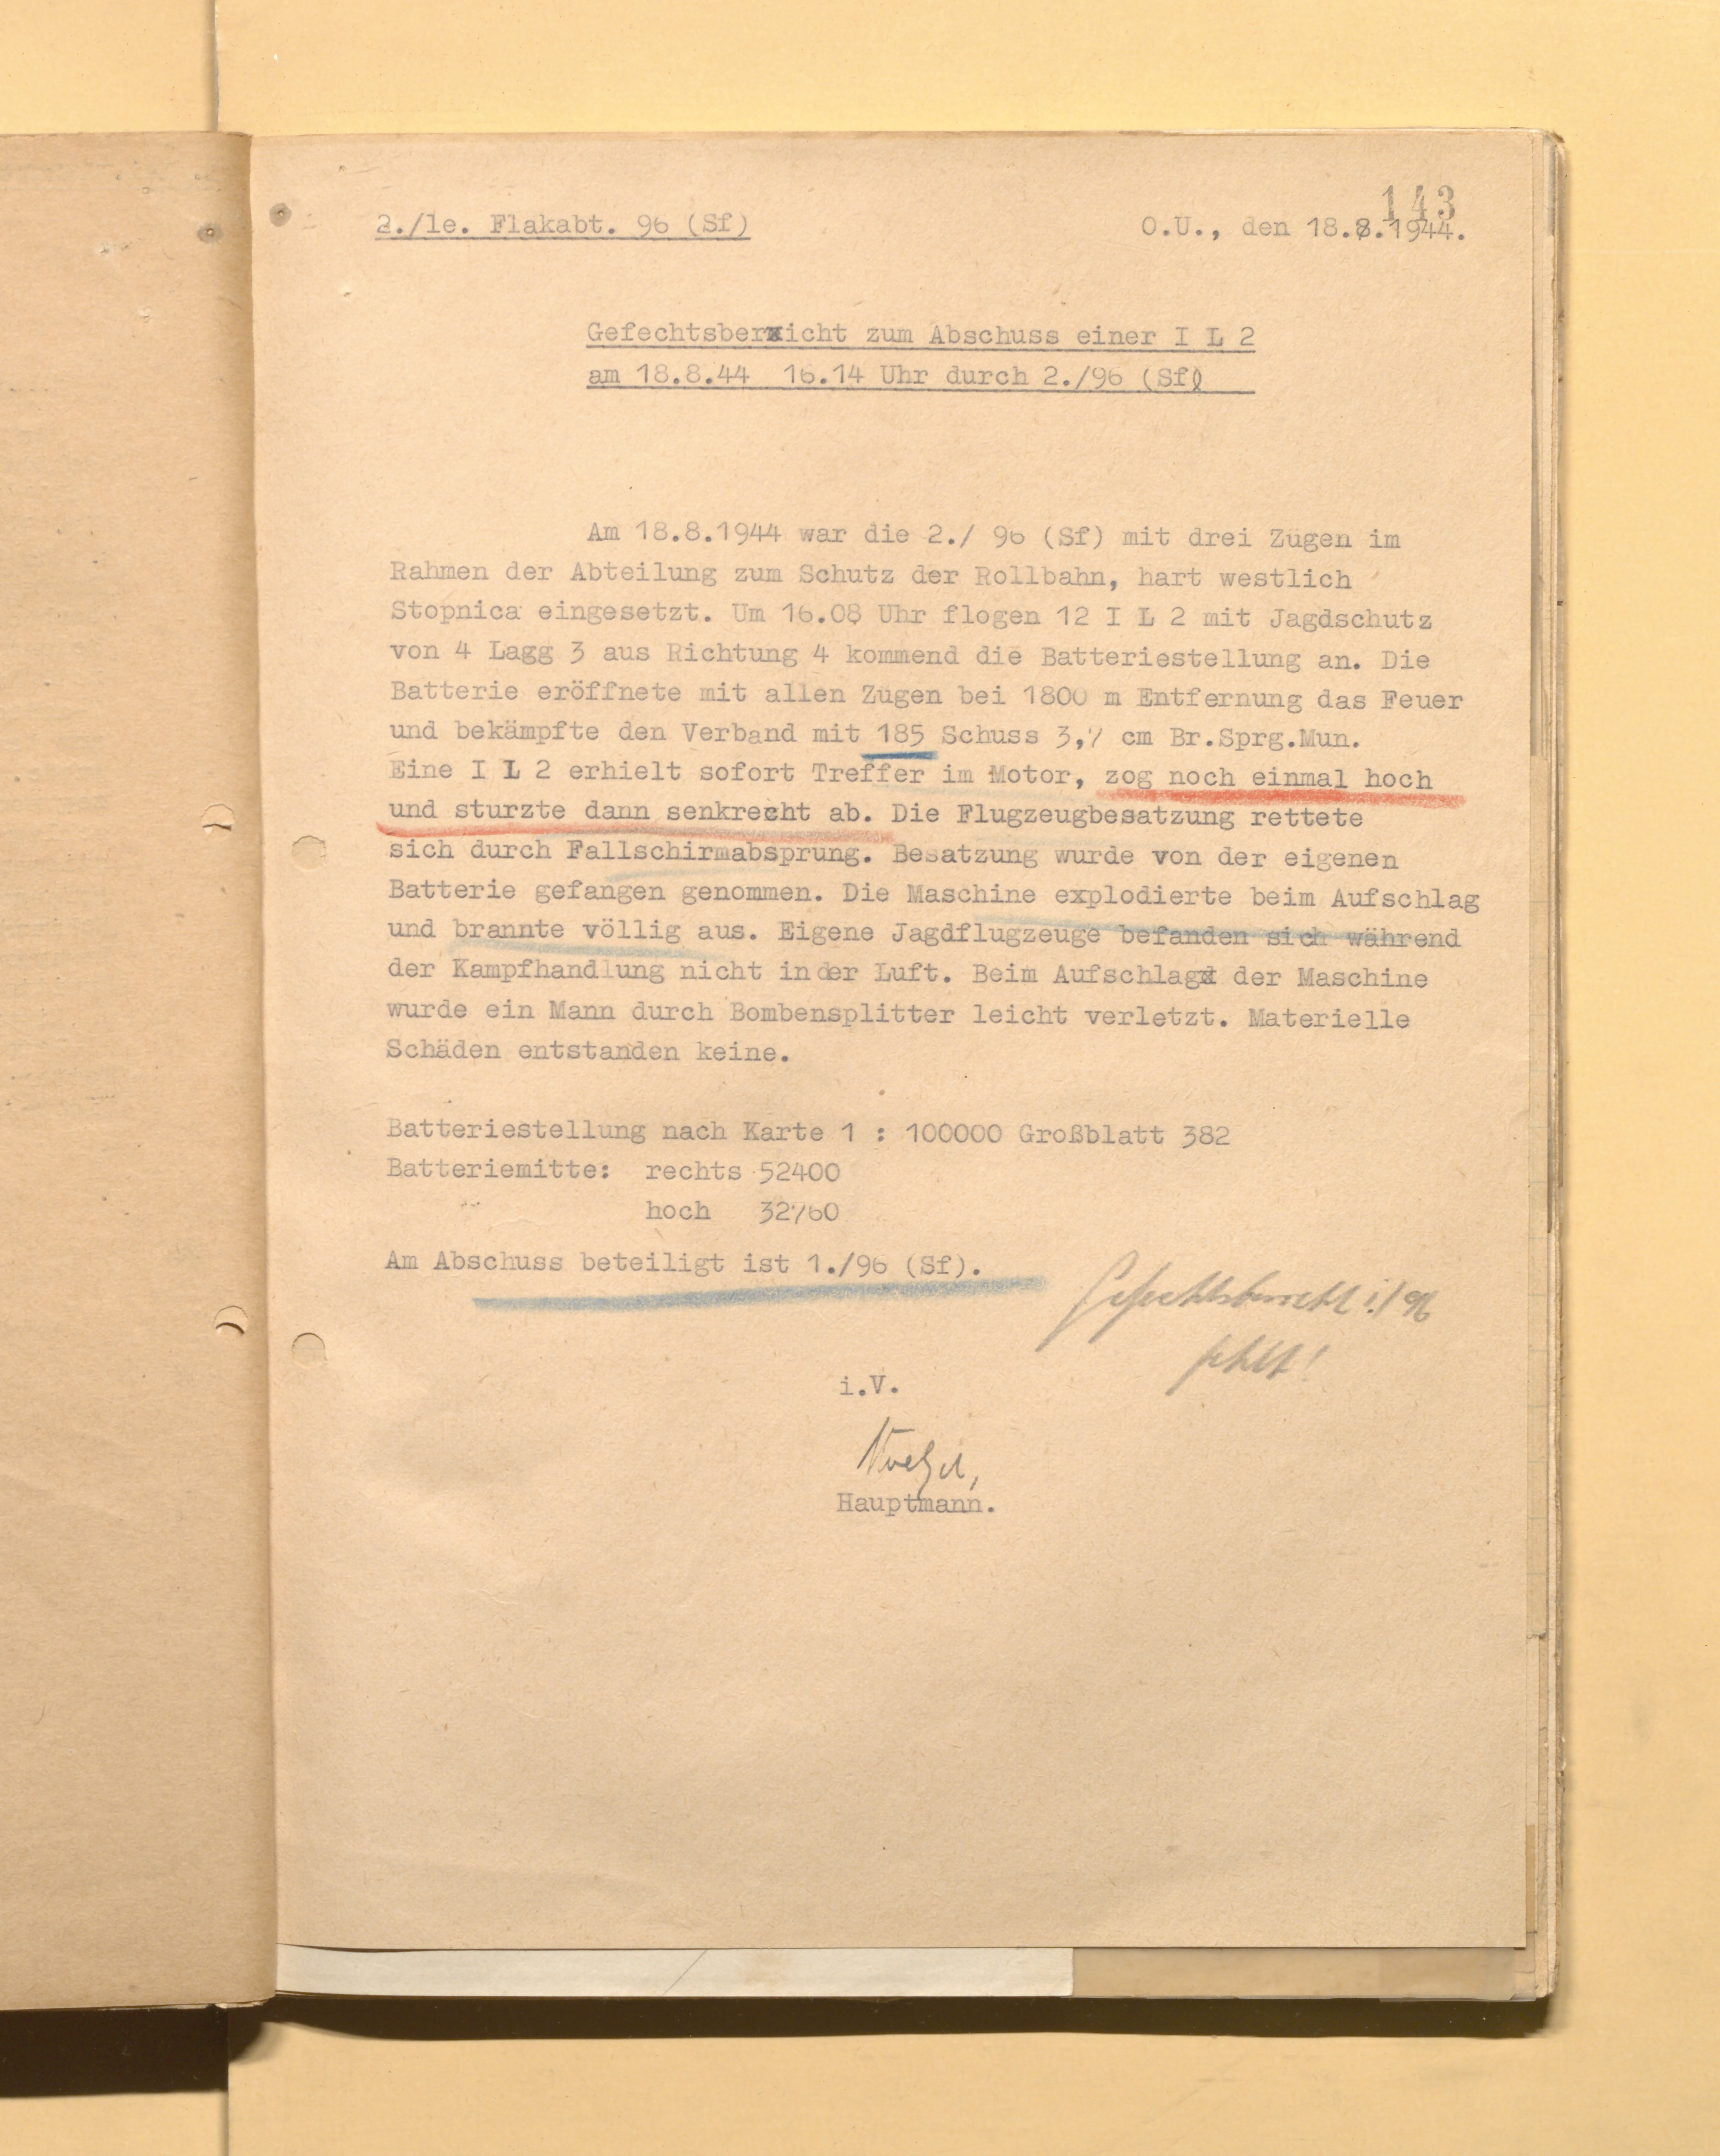 143
2./le. Flakabt. 96 (Sf)
O.U., den 18.8.1944.
Gefechtsberxicht zum Abschuss einer I L 2
am 18.8.44 16.14 Uhr durch 2./96 (Sf)
Am 18.8.1944 war die 2./ 96 (Sf) mit drei Zügen im
Rahmen der Abteilung zum Schutz der Rollbahn, hart westlich
Stopnica eingesetzt. Um 16.08 Uhr flogen 12 I L 2 mit Jagdschutz
von 4 Lagg 3 aus Richtung 4 kommend die Batteriestellung an. Die
Batterie eröffnete mit allen Zügen bei 1800 m Entfernung das Feuer
und bekämpfte den Verband mit 185 Schuss 3,7 cm Br.Sprg.Mun.
Eine I L 2 erhielt sofort Treffer im Motor, zog noch einmal hoch
und sturzte dann senkrecht ab. Die Flugzeugbesatzung rettete
sich durch Fallschirmabsprung. Besatzung wurde von der eigenen
Batterie gefangen genommen. Die Maschine explodierte beim Aufschlag
und brannte völlig aus. Eigene Jagdflugzeuge befanden sich während
der Kampfhandlung nicht in der Luft. Beim Aufschlagx der Maschine
wurde ein Mann durch Bombensplitter leicht verletzt. Materielle
Schäden entstanden keine.
Batteriestellung nach Karte 1 : 100000 Großblatt 382
Batteriemitte: rechts 52400
" hoch 32760
Am Abschuss beteiligt ist 1./96 (Sf).
Gefechtsbericht 1./96
fehlt!
i.V.
Hauptmann.